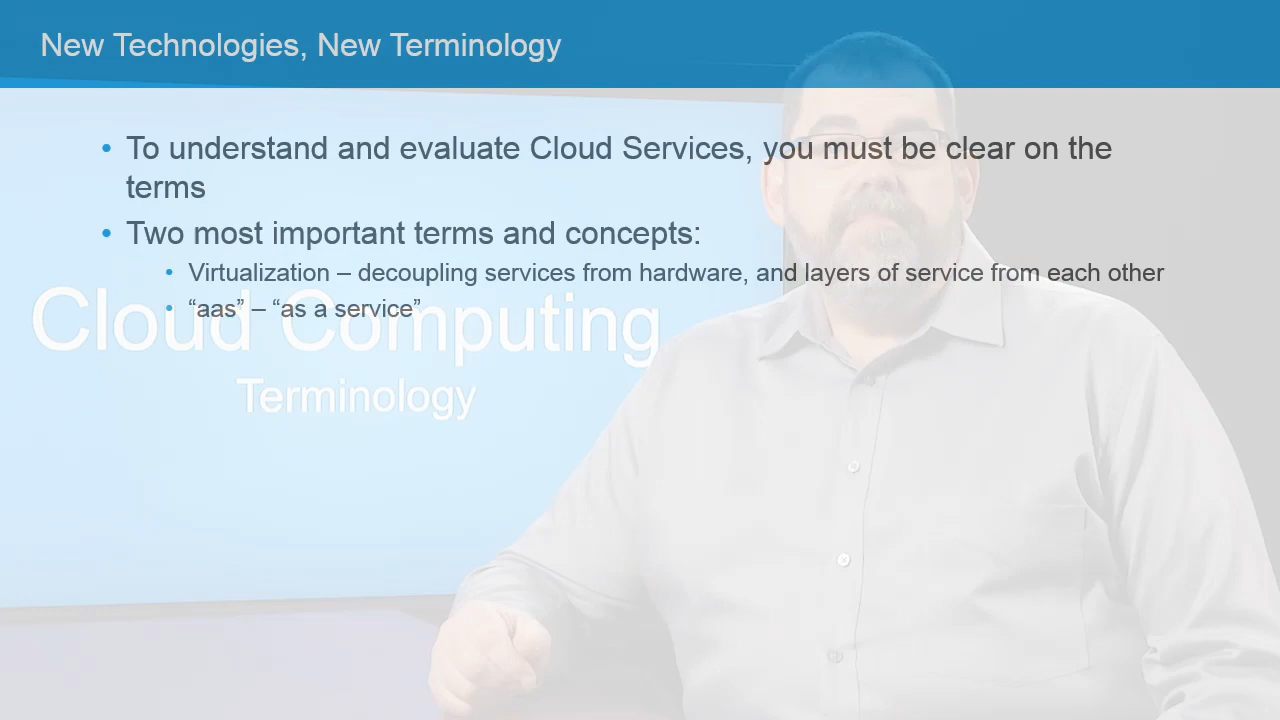 New Technologies, New Terminology
• To understand and evaluate Cloud Services, you must be clear on the
terms
• Two most important terms and concepts:
• Virtualization – decoupling services from hardware, and layers of service from each other
• “aas” – “as a service”
Cloud Computing
Terminology